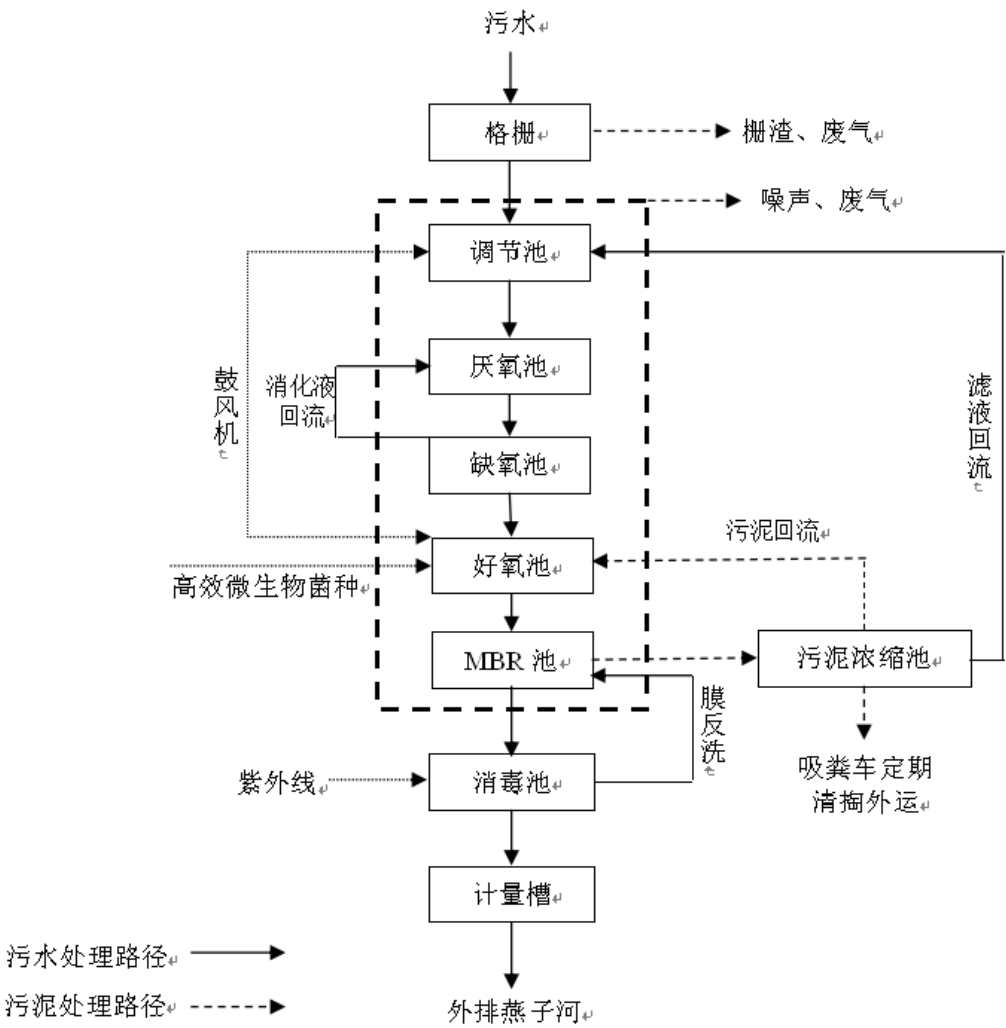 污水
格栅
栅渣、废气
噪声、废气
调节池
厌氧池
鼓风机
消化液
回流
滤液回流
缺氧池
污泥回流
好氧池
高效微生物菌种
MBR 池
污泥浓缩池
膜反洗
紫外线
消毒池
吸粪车定期
清掏外运
计量槽
污水处理路径
污泥处理路径
外排燕子河